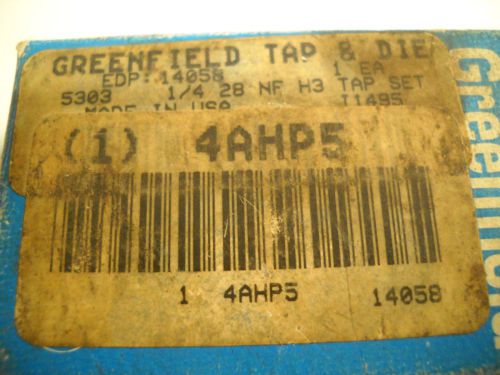 GREENFIELD TAP & DIE
EDP: 14058 1 EA
5303 1/4 28 NF H3 TAP SET
MADE IN USA I1495
(1) 4AHP5
1 4AHP5 14058
Greenfield